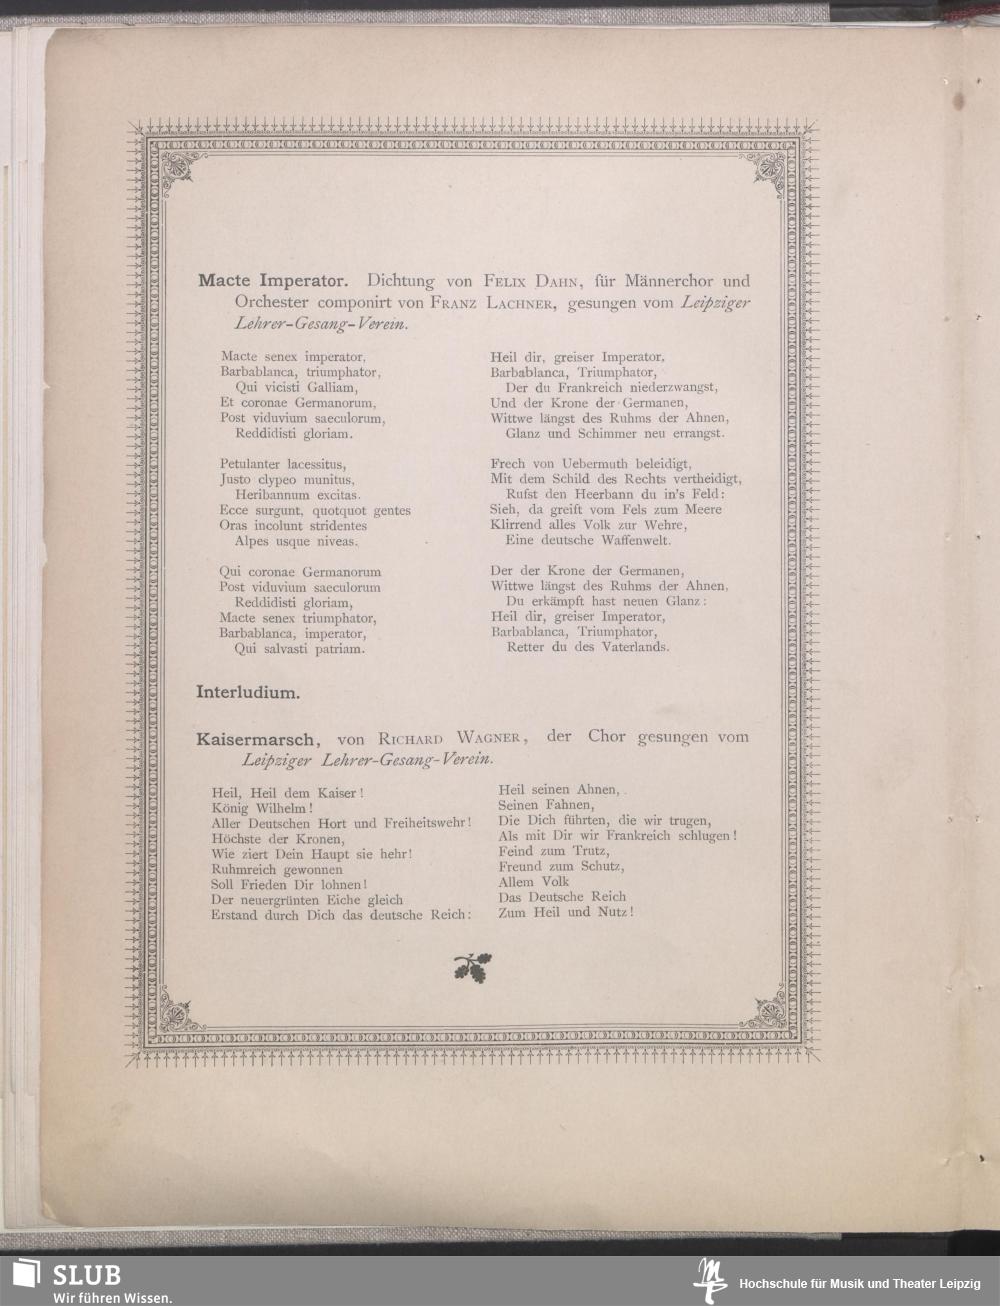 Macte Imperator. Dichtung von Felix Dahn, für Männerchor und
Orchester componirt von Franz Lachner, gesungen vom Leipziger
Lehrer-Gesang-Verein.
Macte senex imperator,
Barbablanca, triumphator,
Qui vicisti Galliam,
Et coronae Germanorum,
Post viduvium saeculorum,
Reddidisti gloriam.
Petulanter lacessitus,
Justo clypeo munitus,
Heribannum excitas.
Ecce surgunt, quotquot gentes
Oras incolunt stridentes
Alpes usque niveas.
Qui coronae Germanorum
Post viduvium saeculorum
Reddidisti gloriam,
Macte senex triumphator,
Barbablanca, imperator,
Qui salvasti patriam.
Heil dir, greiser Imperator,
Barbablanca, Triumphator,
Der du Frankreich niederzwangst,
Und der Krone der Germanen,
Wittwe längst des Ruhms der Ahnen,
Glanz und Schimmer neu errangst.
Frech von Uebermuth beleidigt,
Mit dem Schild des Rechts vertheidigt,
Rufst den Heerbann du in's Feld:
Sieh, da greift vom Fels zum Meere
Klirrend alles Volk zur Wehre,
Eine deutsche Waffenwelt.
Der der Krone der Germanen,
Wittwe längst des Ruhms der Ahnen,
Du erkämpft hast neuen Glanz:
Heil dir, greiser Imperator,
Barbablanca, Triumphator,
Retter du des Vaterlands.
Interludium.
Kaisermarsch, von Richard Wagner, der Chor gesungen vom
Leipziger Lehrer-Gesang-Verein.
Heil, Heil dem Kaiser!
König Wilhelm!
Aller Deutschen Hort und Freiheitswehr!
Höchste der Kronen,
Wie ziert Dein Haupt sie hehr!
Ruhmreich gewonnen
Soll Frieden Dir lohnen!
Der neuergrünten Eiche gleich
Erstand durch Dich das deutsche Reich:
Heil seinen Ahnen,
Seinen Fahnen,
Die Dich führten, die wir trugen,
Als mit Dir wir Frankreich schlugen!
Feind zum Trutz,
Freund zum Schutz,
Allem Volk
Das Deutsche Reich
Zum Heil und Nutz!
SLUB
Wir führen Wissen.
Hochschule für Musik und Theater Leipzig